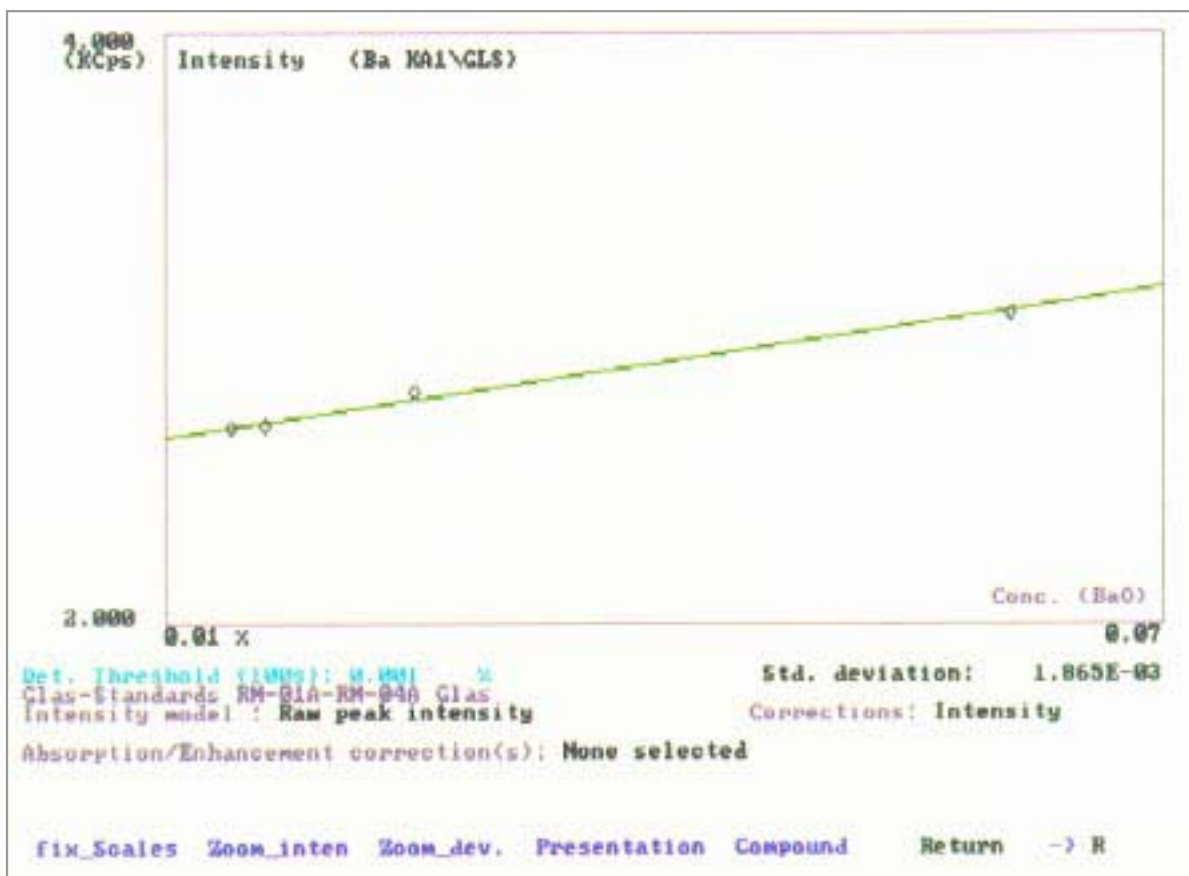 4.000
(KCps) Intensity (Ba KA1\GLS)
Conc. (BaO)
2.000
0.01 % 0.07
Det. Threshold (100s): 0.001 % Std. deviation: 1.865E-03
Glas-Standards RM-01A-RM-04A Glas
Intensity model : Raw peak intensity Corrections: Intensity
Absorption/Enhancement correction(s): None selected
fix_Scales Zoom_inten Zoom_dev. Presentation Compound Return -> R